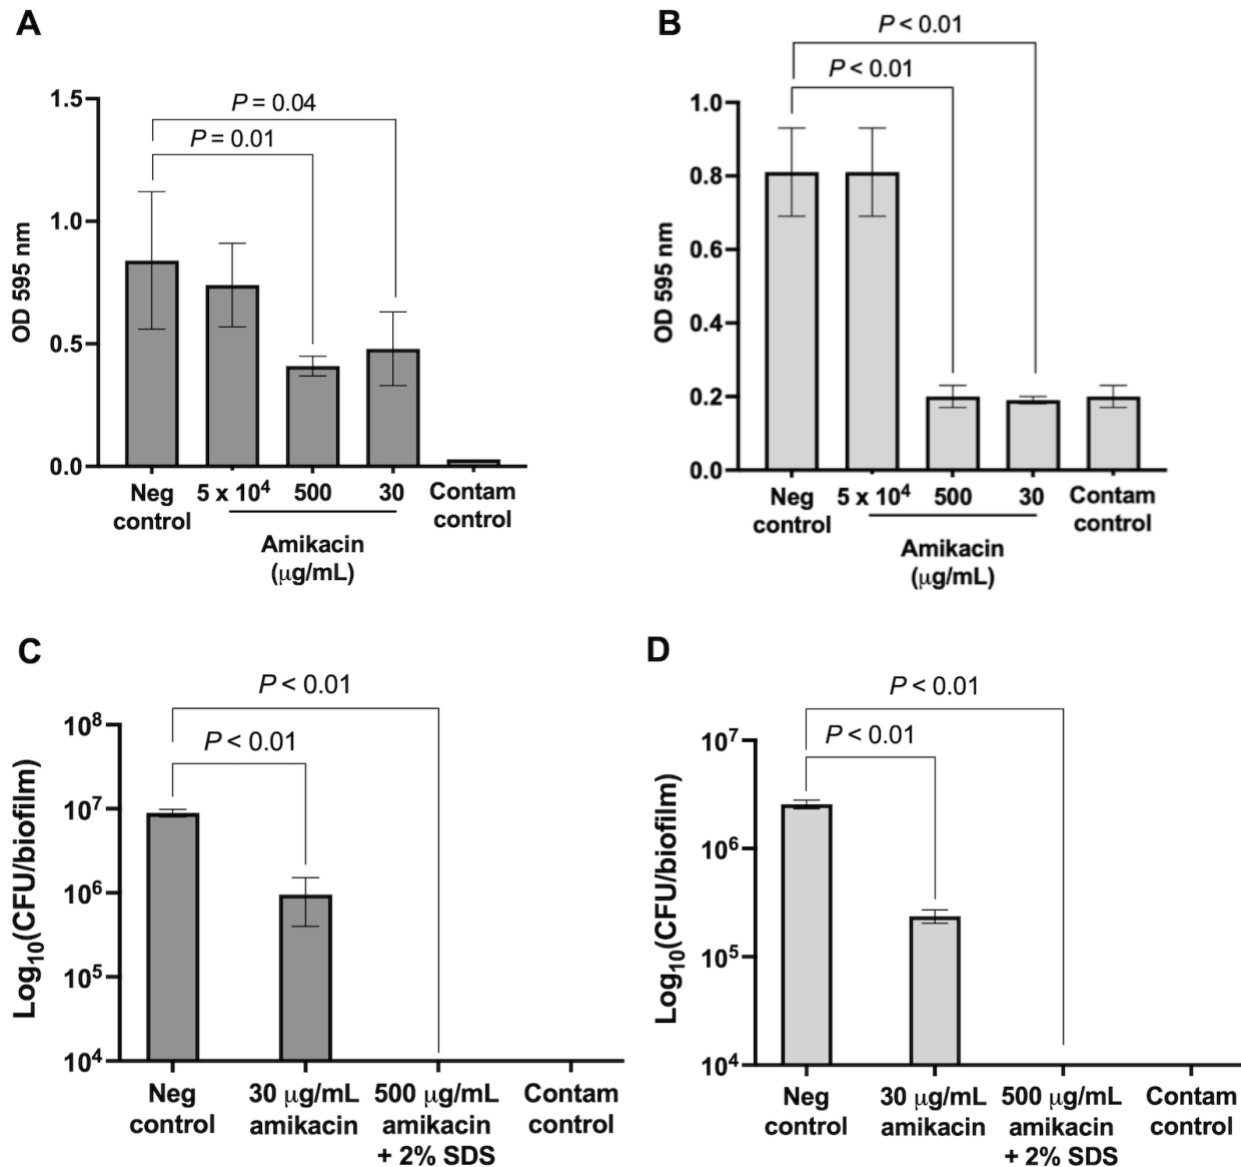 A
P = 0.04
P = 0.01
1.5
1.0
0.5
0.0
OD 595 nm
Neg control
5 x 10⁴
500
30
Contam control
Amikacin
(μg/mL)
B
P < 0.01
P < 0.01
1.0
0.8
0.6
0.4
0.2
0.0
OD 595 nm
Neg control
5 x 10⁴
500
30
Contam control
Amikacin
(μg/mL)
C
P < 0.01
P < 0.01
10⁸
10⁷
10⁶
10⁵
10⁴
Log₁₀(CFU/biofilm)
Neg
control
30 μg/mL
amikacin
500 μg/mL
amikacin
+ 2% SDS
Contam
control
D
P < 0.01
P < 0.01
10⁷
10⁶
10⁵
10⁴
Log₁₀(CFU/biofilm)
Neg
control
30 μg/mL
amikacin
500 μg/mL
amikacin
+ 2% SDS
Contam
control